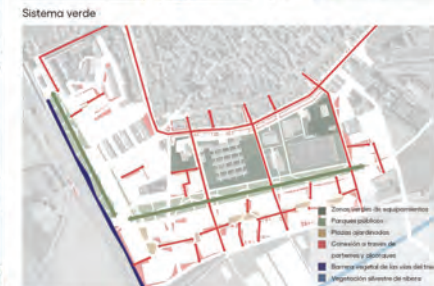 Sistema verde
Zonas verdes de equipamientos
Parques públicos
Plazas ajardinadas
Conexión a través de
parterres y alcorques
Barrera vegetal de las vías del tren
Vegetación silvestre de ribera